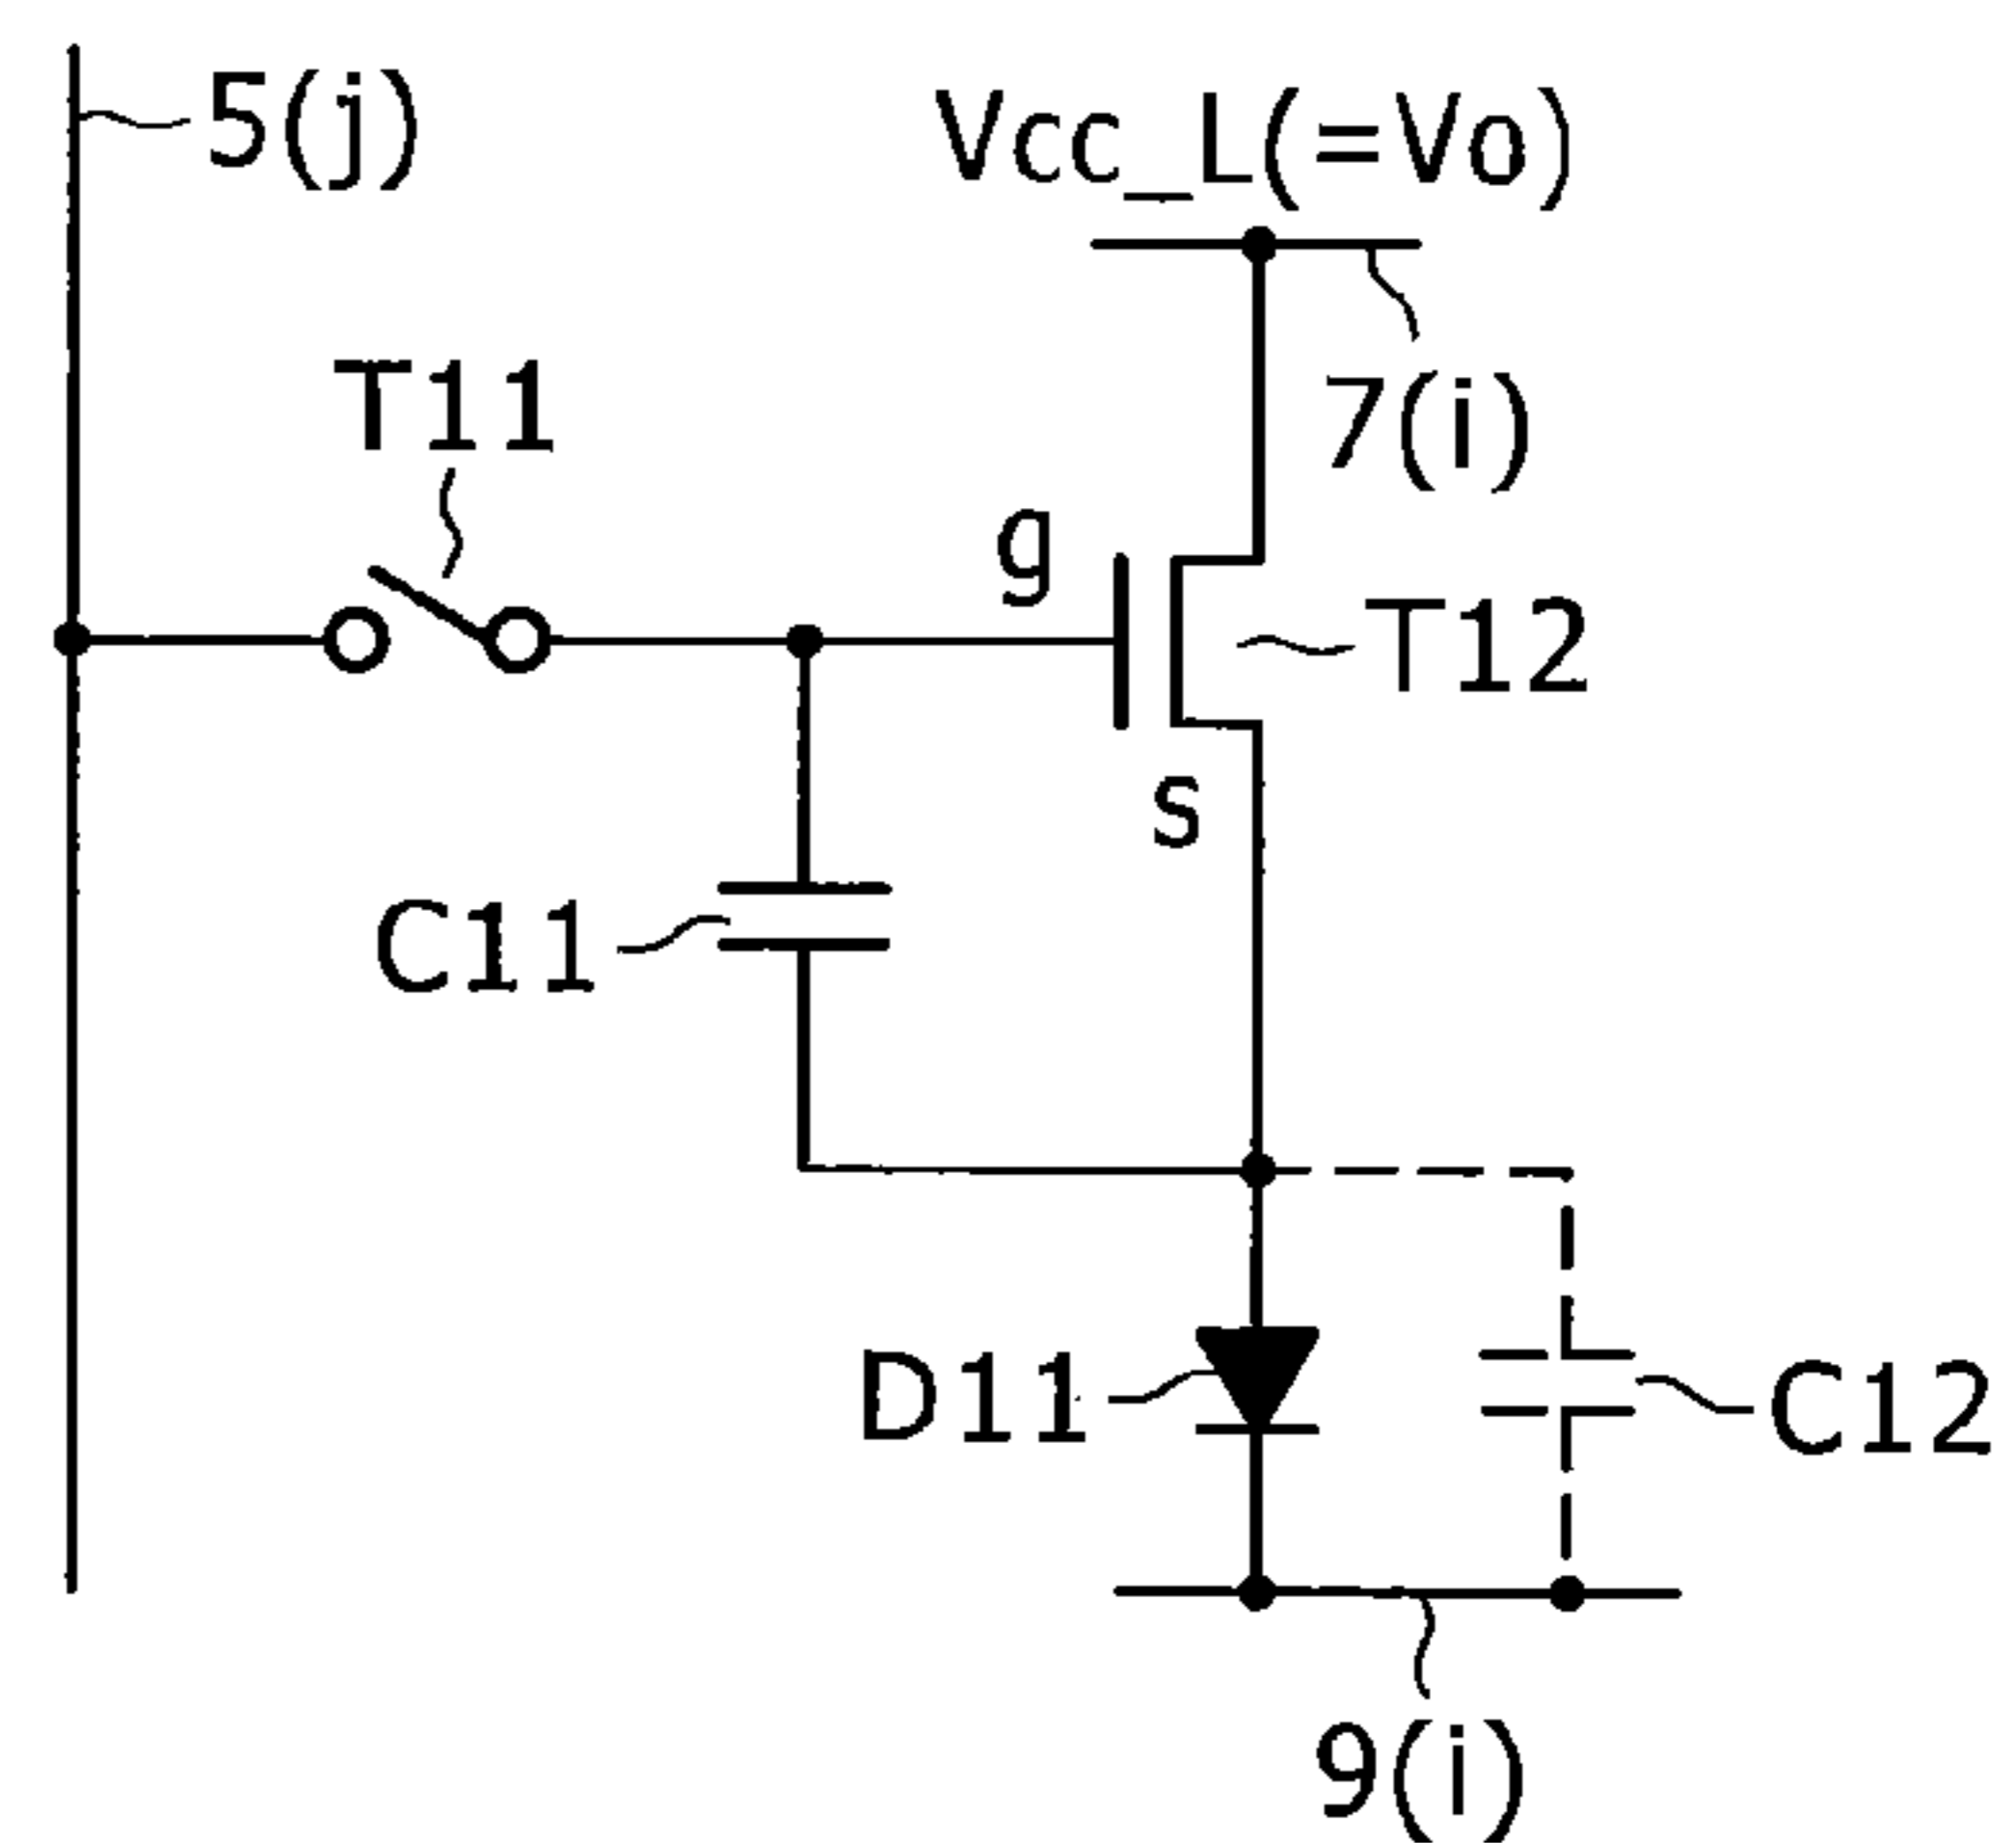 5(j)
Vcc_L(=Vo)
T11
7(i)
g
T12
s
C11
D11
C12
9(i)